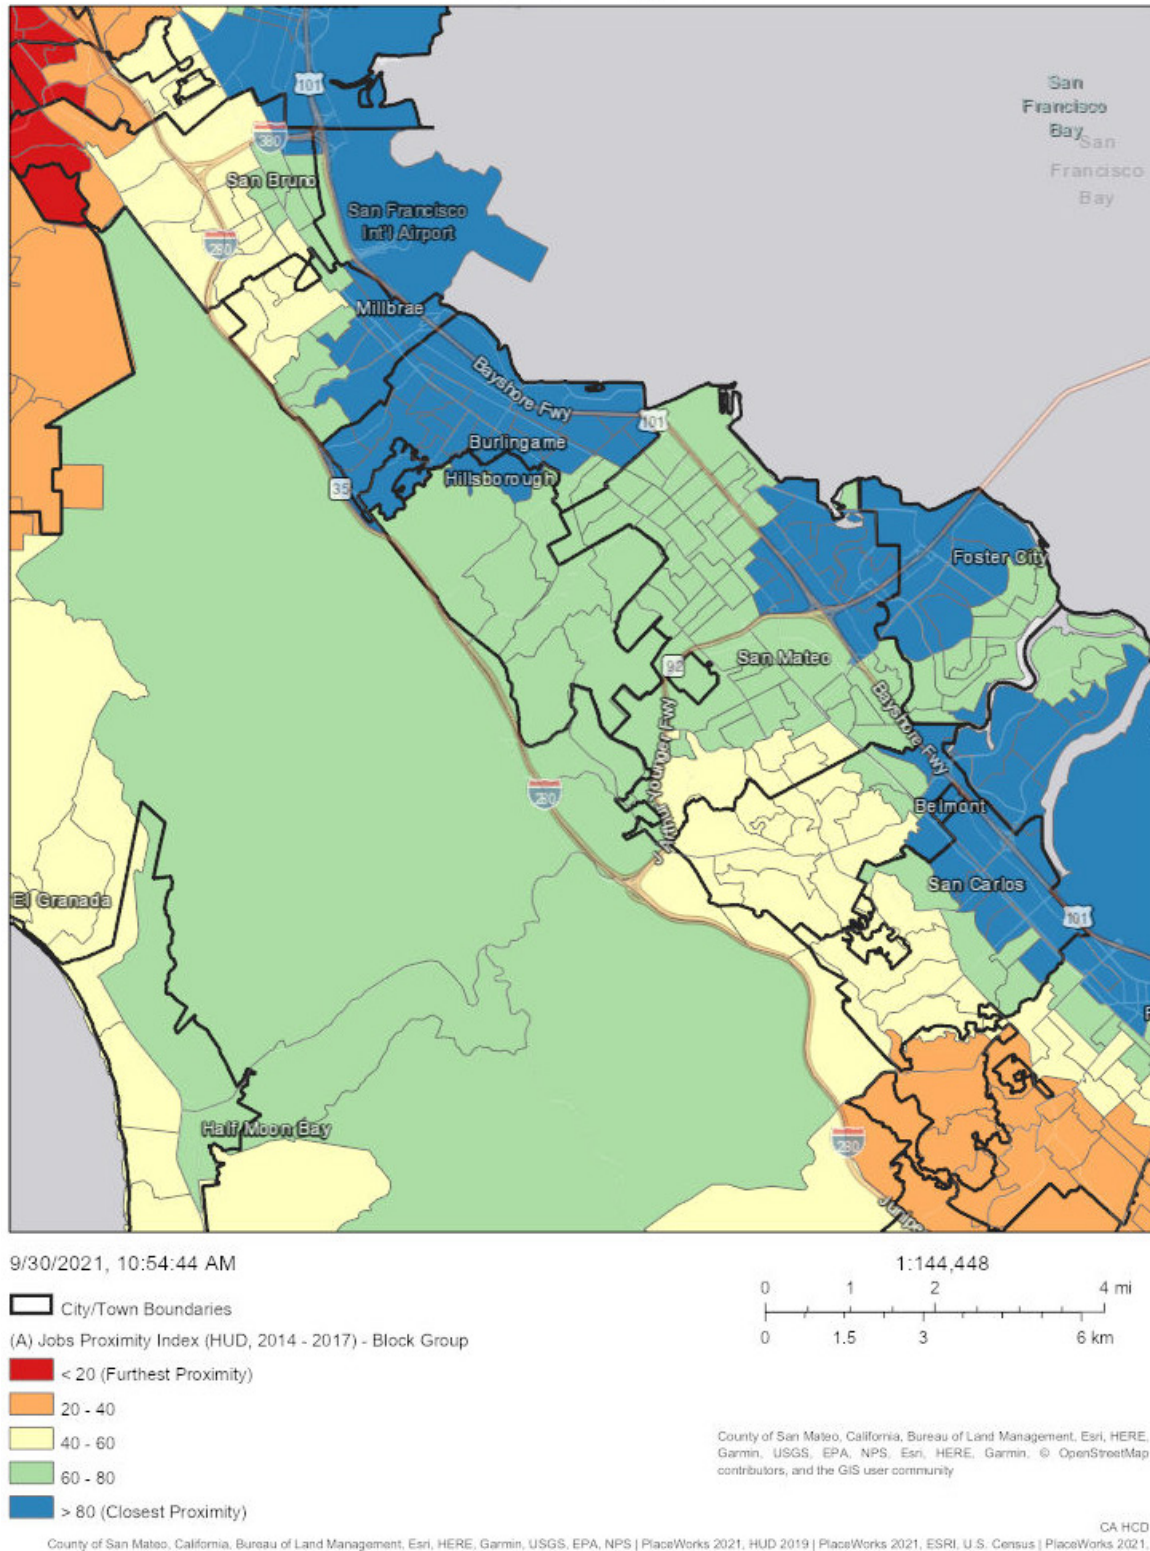 101
San
Francisco
Bay
San
Francisco
Bay
380
San Bruno
San Francisco
Int'l Airport
280
Millbrae
Bayshore Fwy
101
Burlingame
Hillsborough
35
Foster City
92
San Mateo
Bayshore Fwy
280
Belmont
El Granada
San Carlos
101
Half Moon Bay
280
9/30/2021, 10:54:44 AM
1:144,448
0 1 2 4 mi
0 1.5 3 6 km
City/Town Boundaries
(A) Jobs Proximity Index (HUD, 2014 - 2017) - Block Group
< 20 (Furthest Proximity)
20 - 40
40 - 60
60 - 80
> 80 (Closest Proximity)
County of San Mateo, California, Bureau of Land Management, Esri, HERE,
Garmin, USGS, EPA, NPS, Esri, HERE, Garmin, © OpenStreetMap
contributors, and the GIS user community
CA HCD
County of San Mateo, California, Bureau of Land Management, Esri, HERE, Garmin, USGS, EPA, NPS | PlaceWorks 2021, HUD 2019 | PlaceWorks 2021, ESRI, U.S. Census | PlaceWorks 2021,